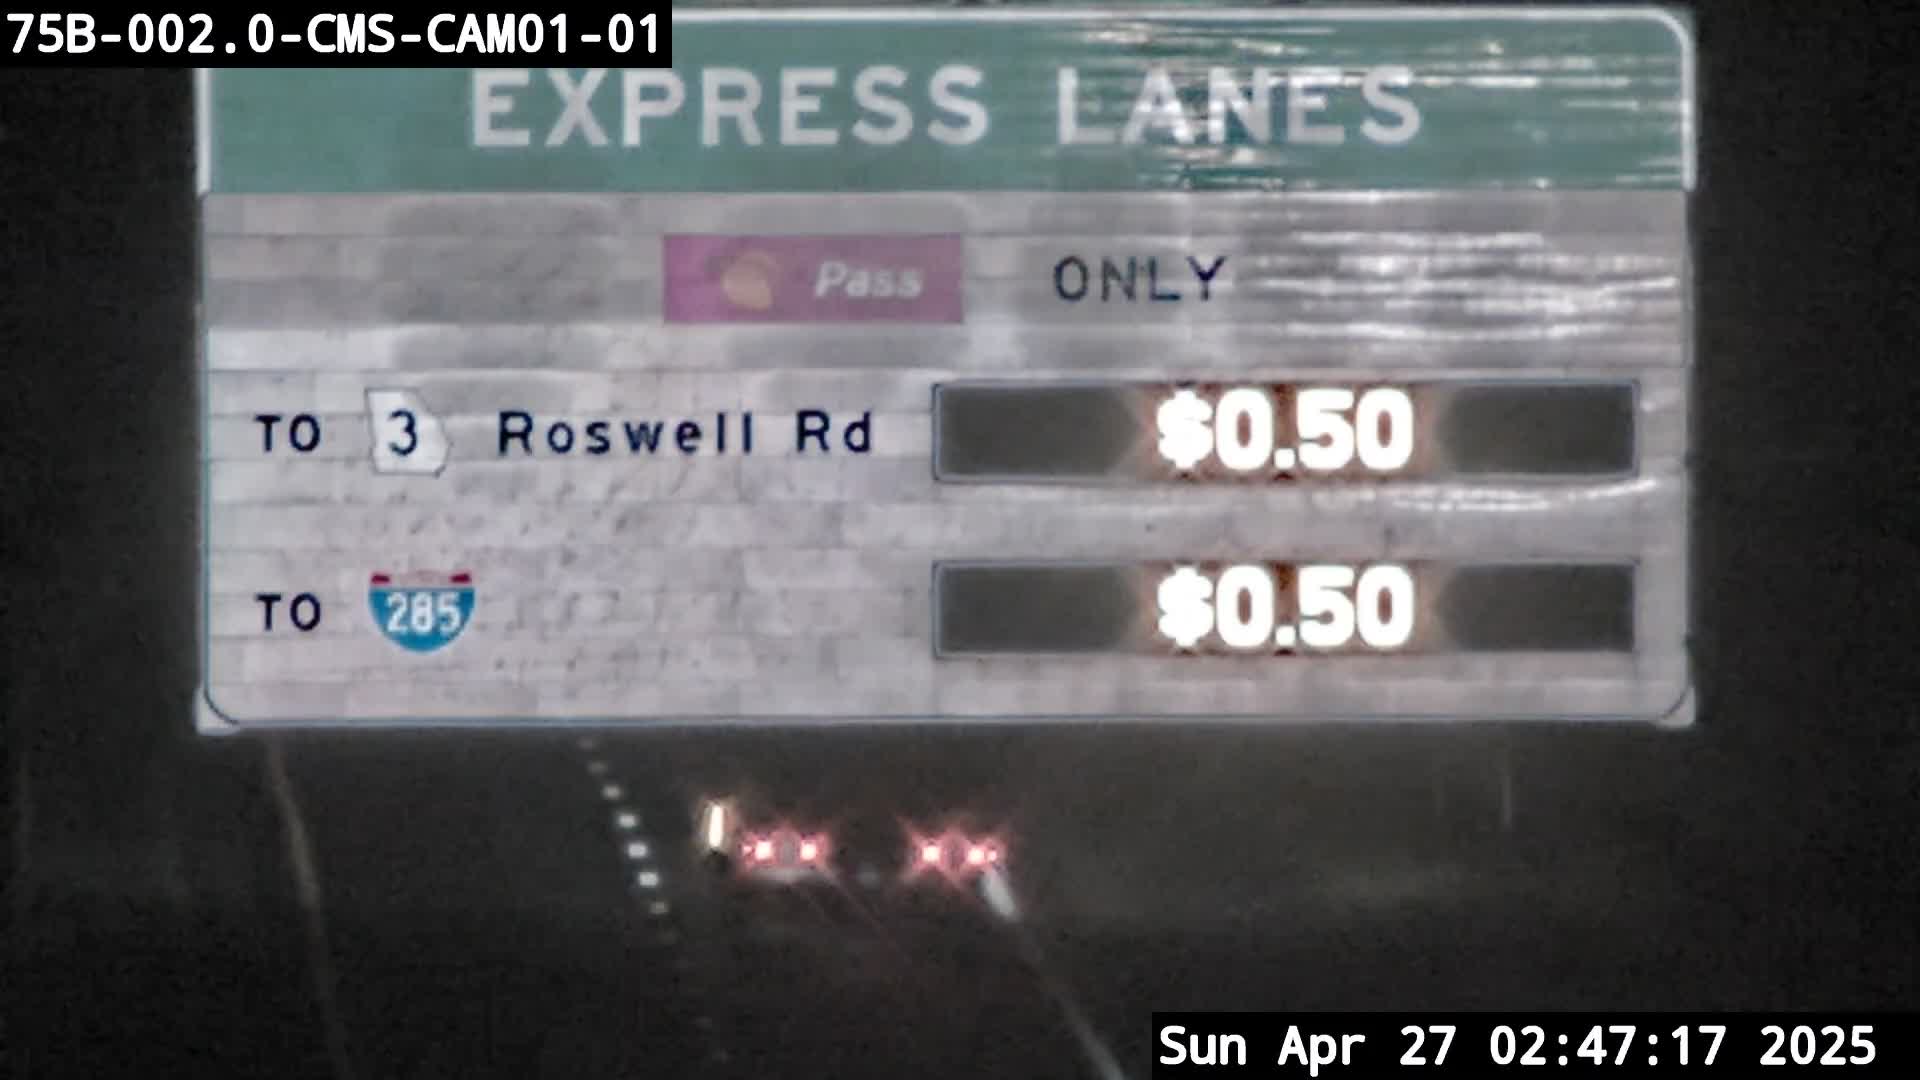 75B-002.0-CMS-CAM01-01
EXPRESS LANES
Pass ONLY
TO 3 Roswell Rd $0.50
TO 285 $0.50
Sun Apr 27 02:47:17 2025